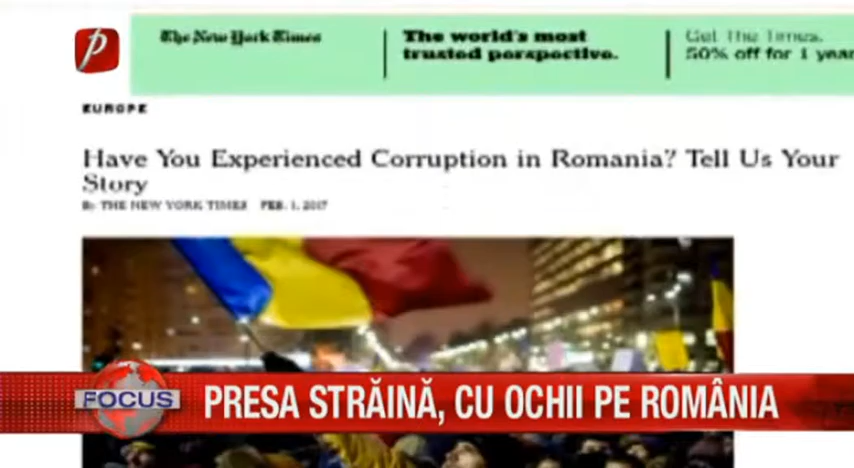 p
The New York Times
The world's most
trusted perspective.
Get The Times.
50% off for 1 year
EUROPE
Have You Experienced Corruption in Romania? Tell Us Your
Story
By THE NEW YORK TIMES FEB. 1, 2017
FOCUS
PRESA STRĂINĂ, CU OCHII PE ROMÂNIA